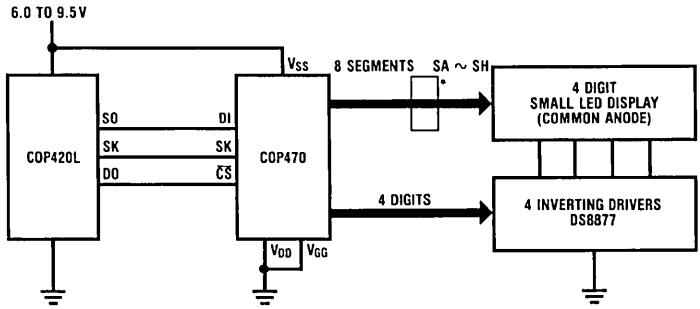 6.0 TO 9.5V
VSS
8 SEGMENTS SA ~ SH
*
4 DIGIT
SMALL LED DISPLAY
(COMMON ANODE)
COP420L
SO DI
SK SK
DO C̅S̅
COP470
4 DIGITS
4 INVERTING DRIVERS
DS8877
VDD VGG